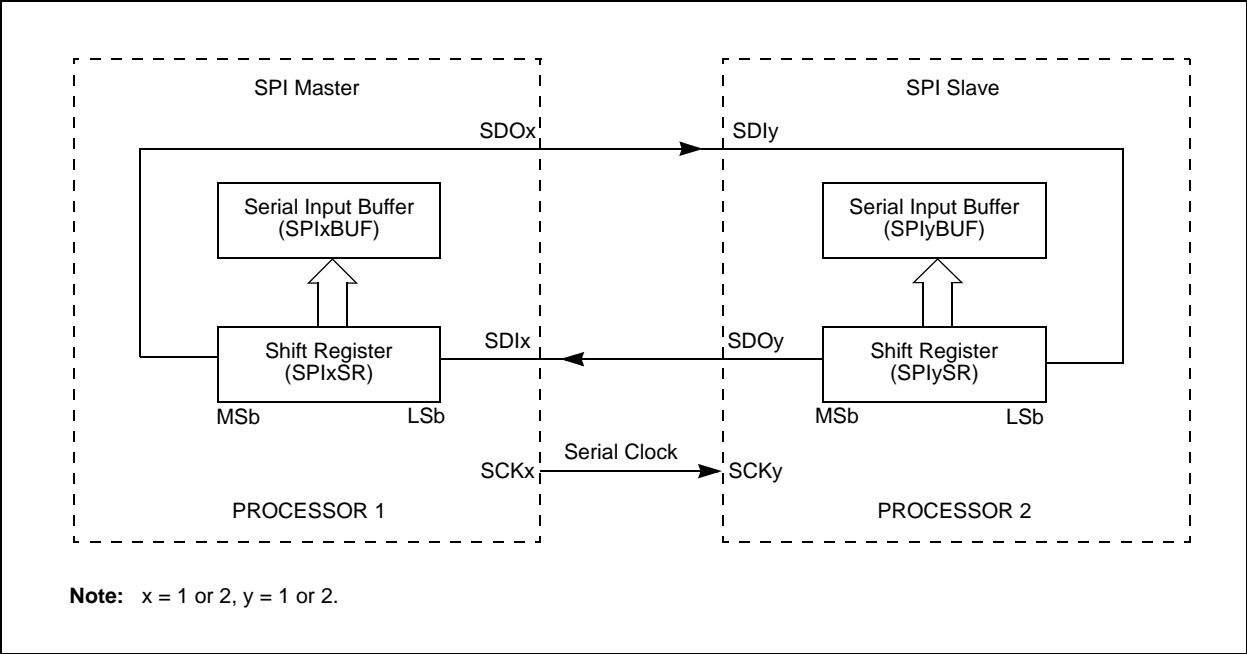 SPI Master
SPI Slave
SDOx
SDIy
Serial Input Buffer
(SPIxBUF)
Serial Input Buffer
(SPIyBUF)
SDIx
SDOy
Shift Register
(SPIxSR)
Shift Register
(SPIySR)
MSb
LSb
MSb
LSb
Serial Clock
SCKx
SCKy
PROCESSOR 1
PROCESSOR 2
Note: x = 1 or 2, y = 1 or 2.